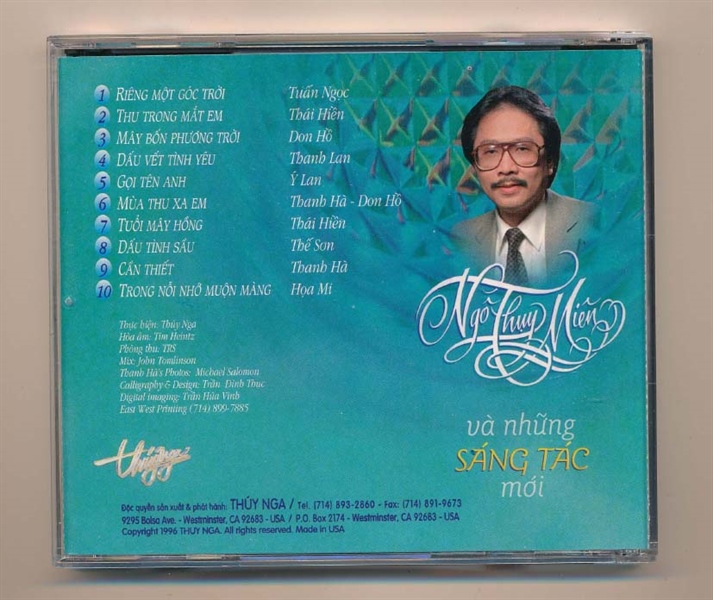 1 RIÊNG MỘT GÓC TRỜI Tuấn Ngọc
2 THU TRONG MẮT EM Thái Hiền
3 MÂY BỐN PHƯƠNG TRỜI Don Hồ
4 DẤU VẾT TÌNH YÊU Thanh Lan
5 GỌI TÊN ANH Ý Lan
6 MÙA THU XA EM Thanh Hà - Don Hồ
7 TUỔI MÂY HỒNG Thái Hiền
8 DẤU TÌNH SẦU Thế Sơn
9 CẦN THIẾT Thanh Hà
10 TRONG NỖI NHỚ MUỘN MÀNG Họa Mi
Thực hiện: Thúy Nga
Hòa âm: Tim Heintz
Phòng thu: TRS
Mix: John Tomlinson
Thanh Hà's Photos: Michael Salomon
Calligraphy & Design: Trần Đình Thục
Digital imaging: Trần Hứa Vinh
East West Printing (714) 899-7885
Ngô Thụy Miên
và những
SÁNG TÁC
mới
thúy nga
Độc quyền sản xuất & phát hành: THÚY NGA / Tel. (714) 893-2860 - Fax: (714) 891-9673
9295 Bolsa Ave. - Westminster, CA 92683 - USA / P.O. Box 2174 - Westminster, CA 92683 - USA
Copyright 1996 THUY NGA. All rights reserved. Made in USA